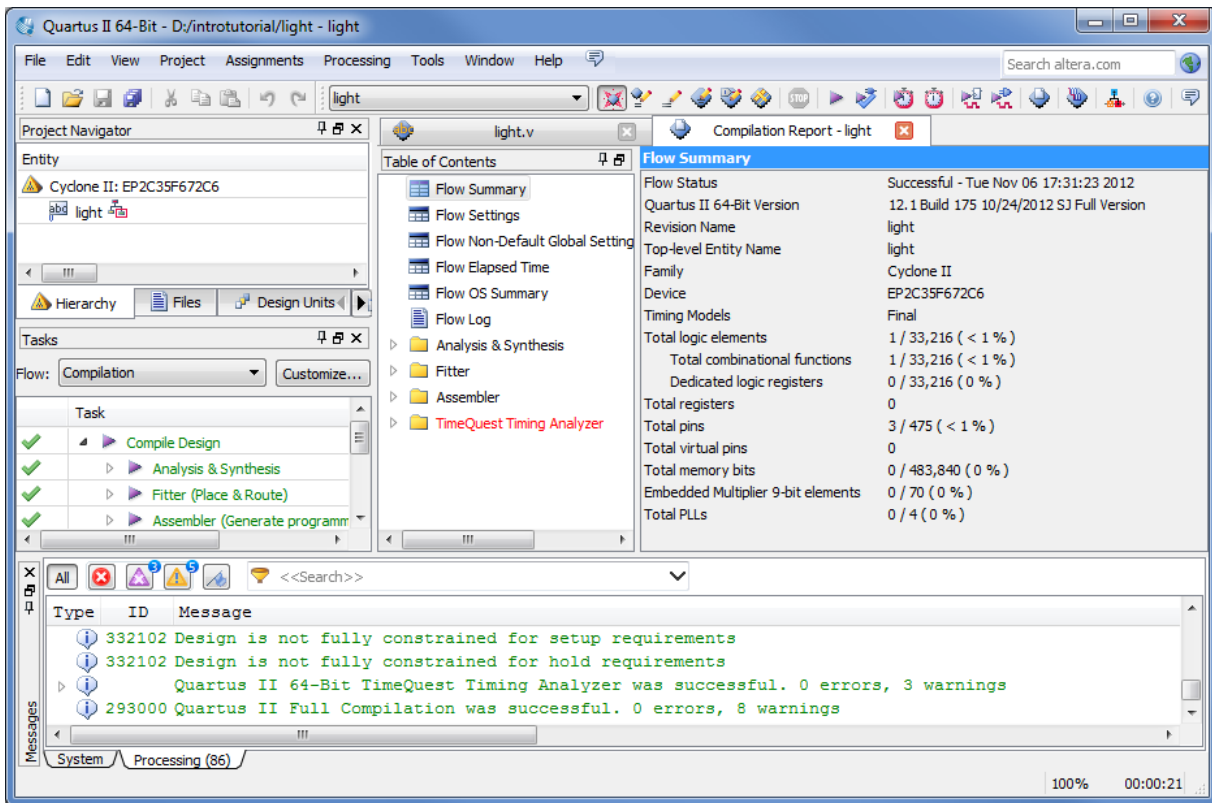 Quartus II 64-Bit - D:/introtutorial/light - light
File Edit View Project Assignments Processing Tools Window Help
Search altera.com
light
Project Navigator
Entity
Cyclone II: EP2C35F672C6
abd light
Hierarchy Files Design Units
Tasks
Flow: Compilation Customize...
Task
Compile Design
Analysis & Synthesis
Fitter (Place & Route)
Assembler (Generate programm
light.v
Compilation Report - light
Table of Contents
Flow Summary
Flow Settings
Flow Non-Default Global Setting
Flow Elapsed Time
Flow OS Summary
Flow Log
Analysis & Synthesis
Fitter
Assembler
TimeQuest Timing Analyzer
Flow Summary
Flow Status Successful - Tue Nov 06 17:31:23 2012
Quartus II 64-Bit Version 12.1 Build 175 10/24/2012 SJ Full Version
Revision Name light
Top-level Entity Name light
Family Cyclone II
Device EP2C35F672C6
Timing Models Final
Total logic elements 1 / 33,216 ( < 1 % )
Total combinational functions 1 / 33,216 ( < 1 % )
Dedicated logic registers 0 / 33,216 ( 0 % )
Total registers 0
Total pins 3 / 475 ( < 1 % )
Total virtual pins 0
Total memory bits 0 / 483,840 ( 0 % )
Embedded Multiplier 9-bit elements 0 / 70 ( 0 % )
Total PLLs 0 / 4 ( 0 % )
All 3 5 <<Search>>
Type ID Message
332102 Design is not fully constrained for setup requirements
332102 Design is not fully constrained for hold requirements
Quartus II 64-Bit TimeQuest Timing Analyzer was successful. 0 errors, 3 warnings
293000 Quartus II Full Compilation was successful. 0 errors, 8 warnings
Messages
System Processing (86)
100% 00:00:21